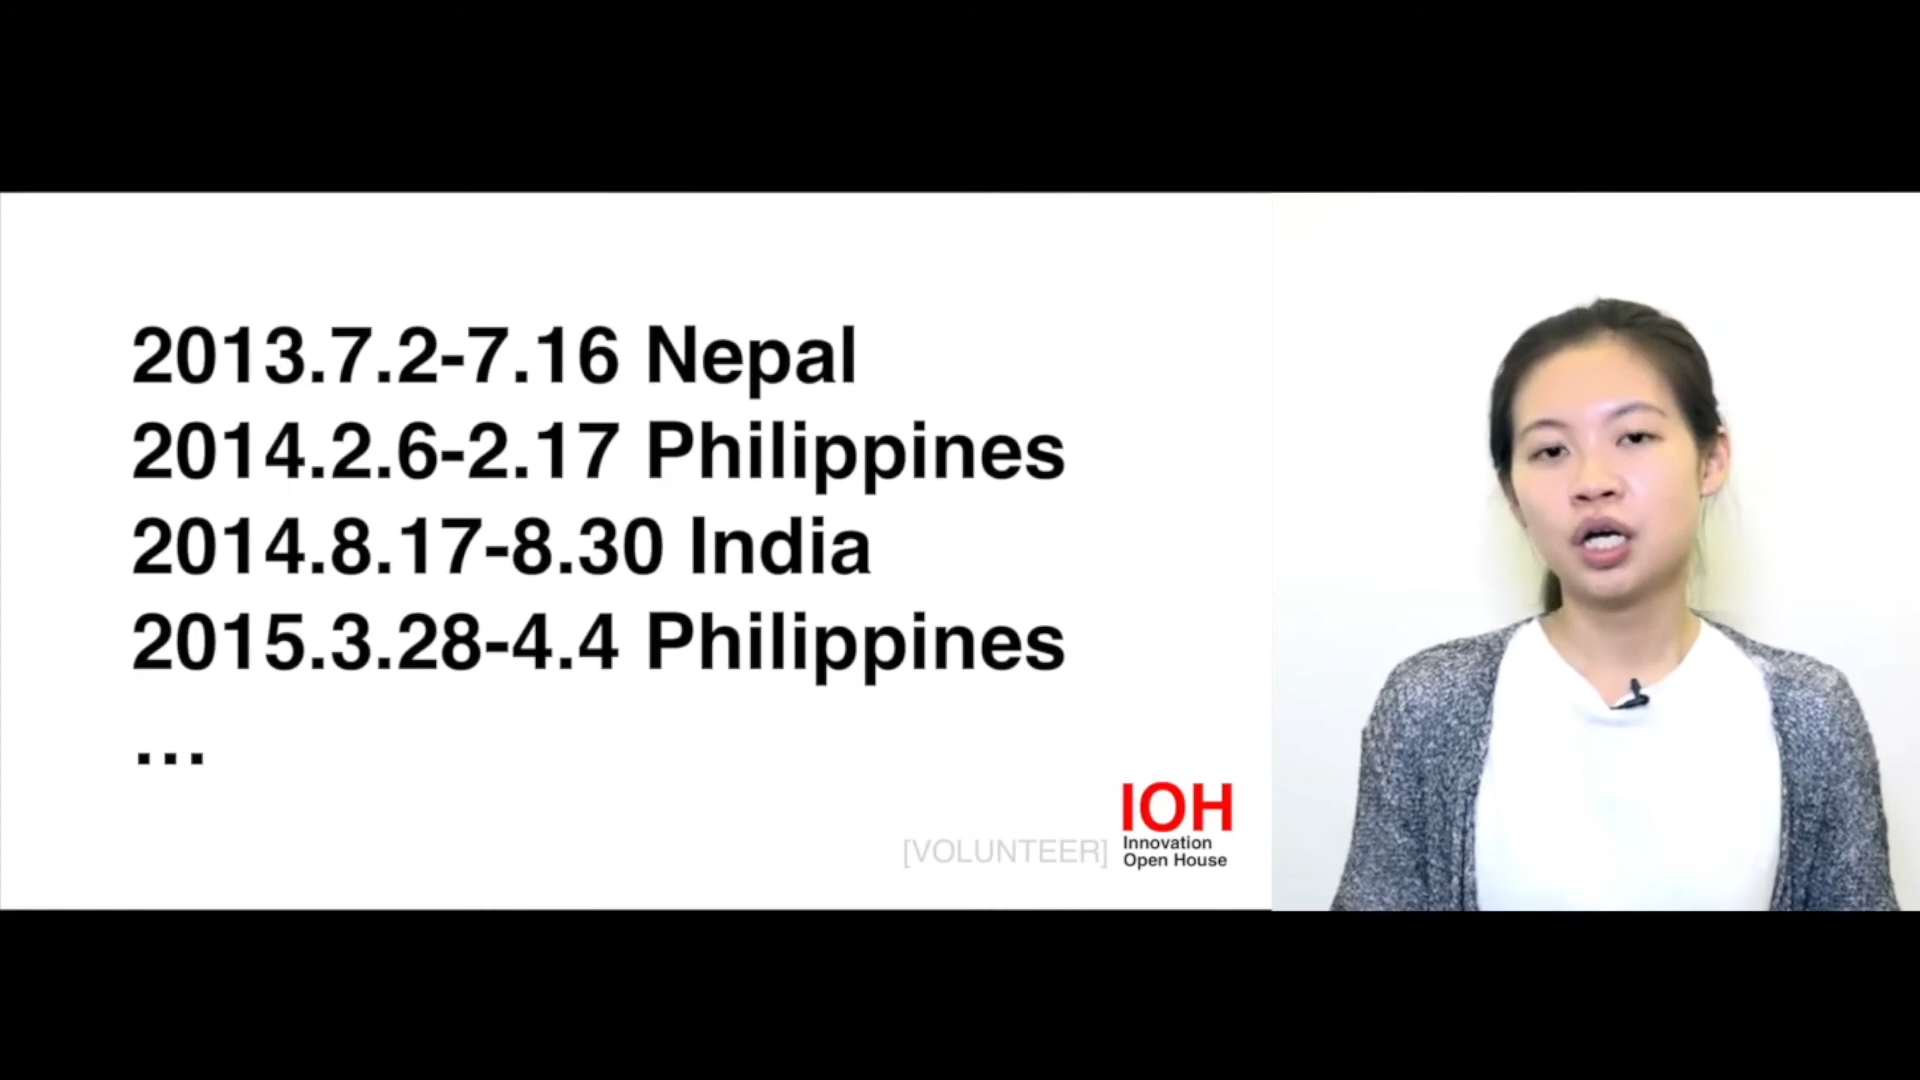 2013.7.2-7.16 Nepal
2014.2.6-2.17 Philippines
2014.8.17-8.30 India
2015.3.28-4.4 Philippines
...
[VOLUNTEER]
IOH
Innovation
Open House